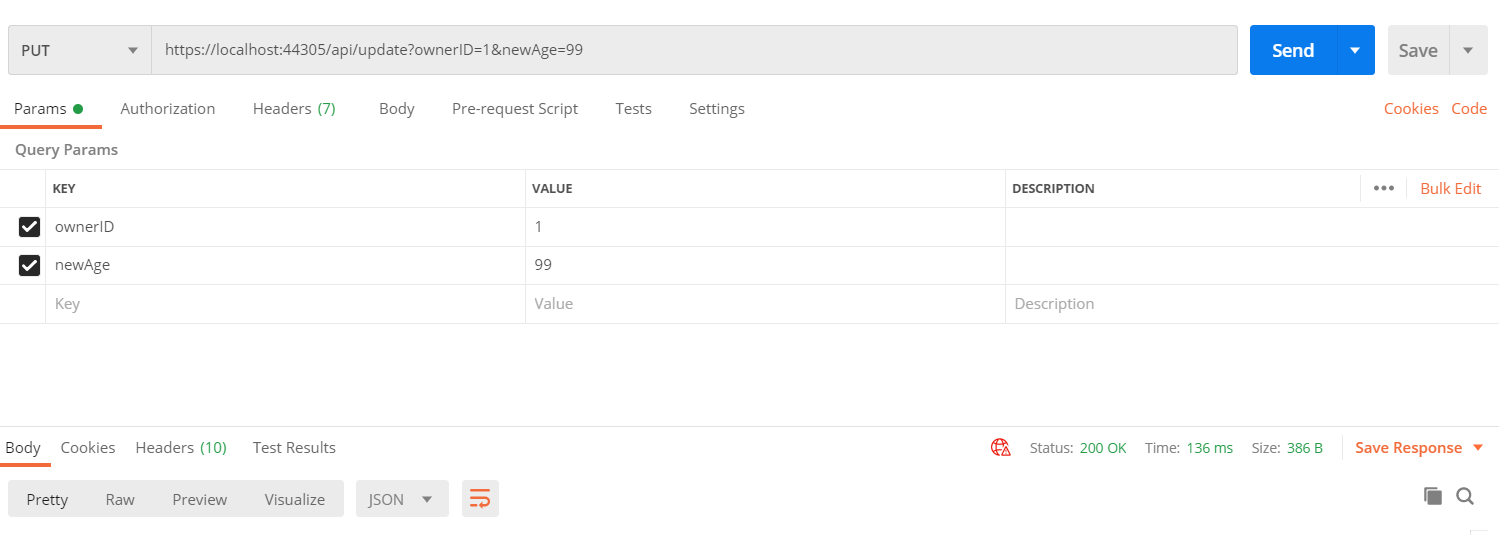 PUT https://localhost:44305/api/update?ownerID=1&newAge=99 Send Save
Params Authorization Headers (7) Body Pre-request Script Tests Settings Cookies Code
Query Params
KEY VALUE DESCRIPTION ••• Bulk Edit
ownerID 1
newAge 99
Key Value Description
Body Cookies Headers (10) Test Results Status: 200 OK Time: 136 ms Size: 386 B Save Response
Pretty Raw Preview Visualize JSON